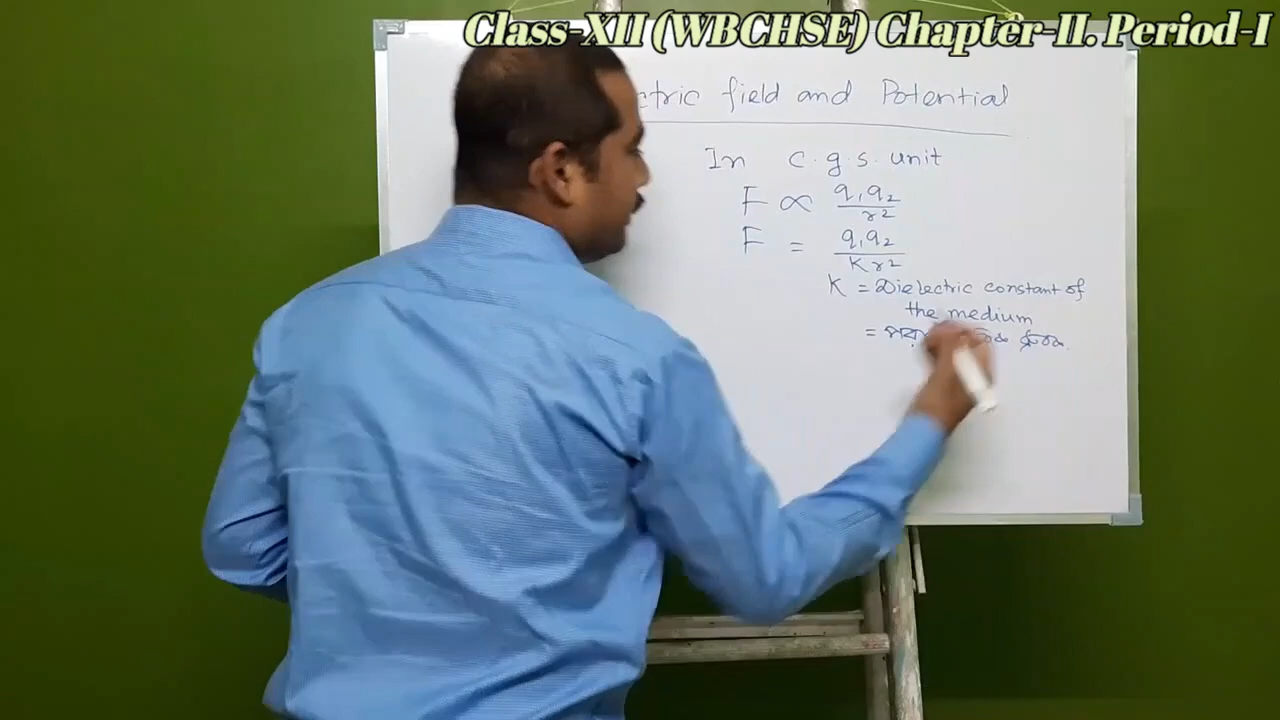 Class-XII (WBCHSE) Chapter-II. Period-I
ctric field and Potential
In c.g.s. unit
F ∝ q₁q₂/r²
F = q₁q₂/Kr²
K = Dielectric constant of
the medium
=